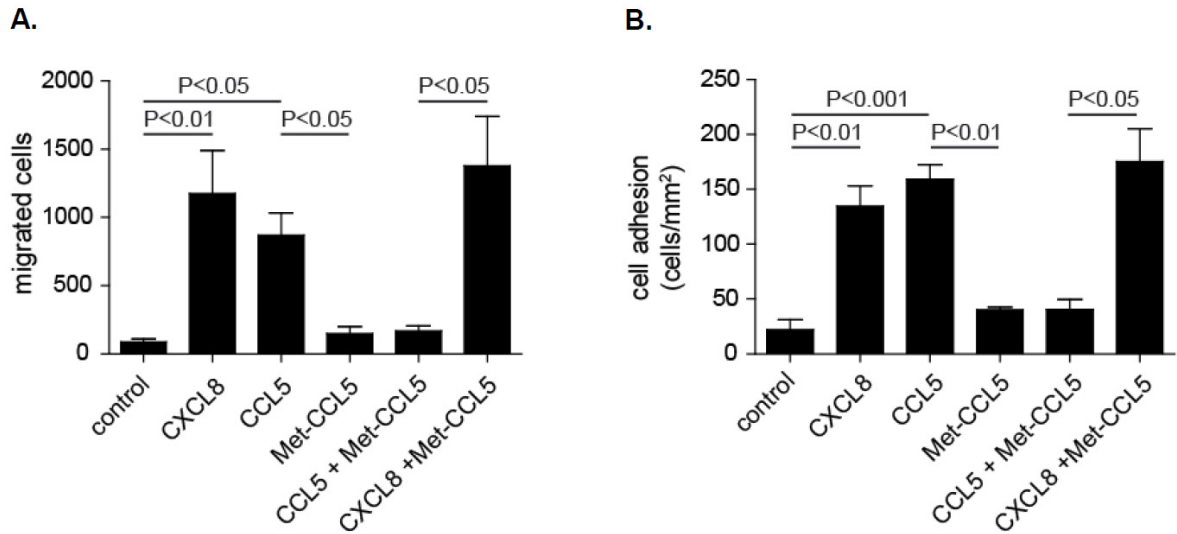 A.
migrated cells
2000
1500
1000
500
0
P<0.05
P<0.05
P<0.01
P<0.05
control
CXCL8
CCL5
Met-CCL5
CCL5 + Met-CCL5
CXCL8 +Met-CCL5
B.
cell adhesion
(cells/mm²)
250
200
150
100
50
0
P<0.001
P<0.05
P<0.01
P<0.01
control
CXCL8
CCL5
Met-CCL5
CCL5 + Met-CCL5
CXCL8 +Met-CCL5